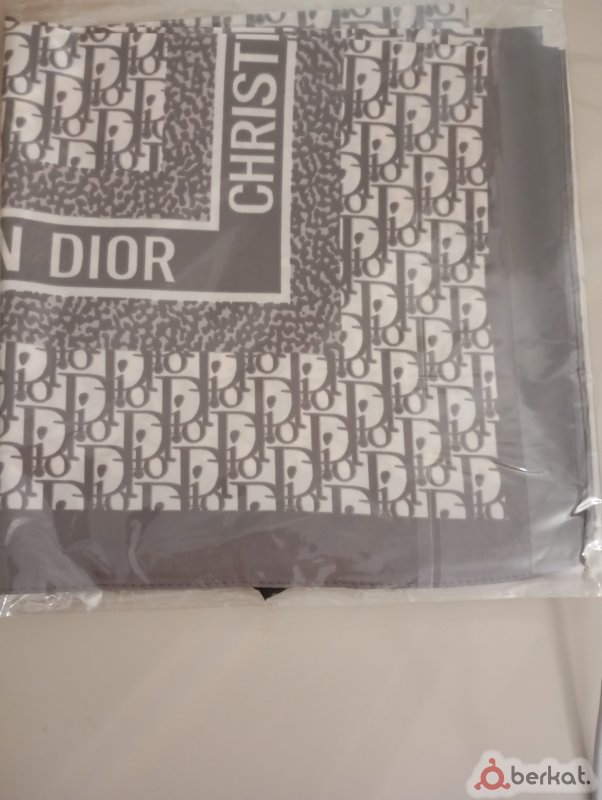 CHRISTI
N DIOR
berkat.